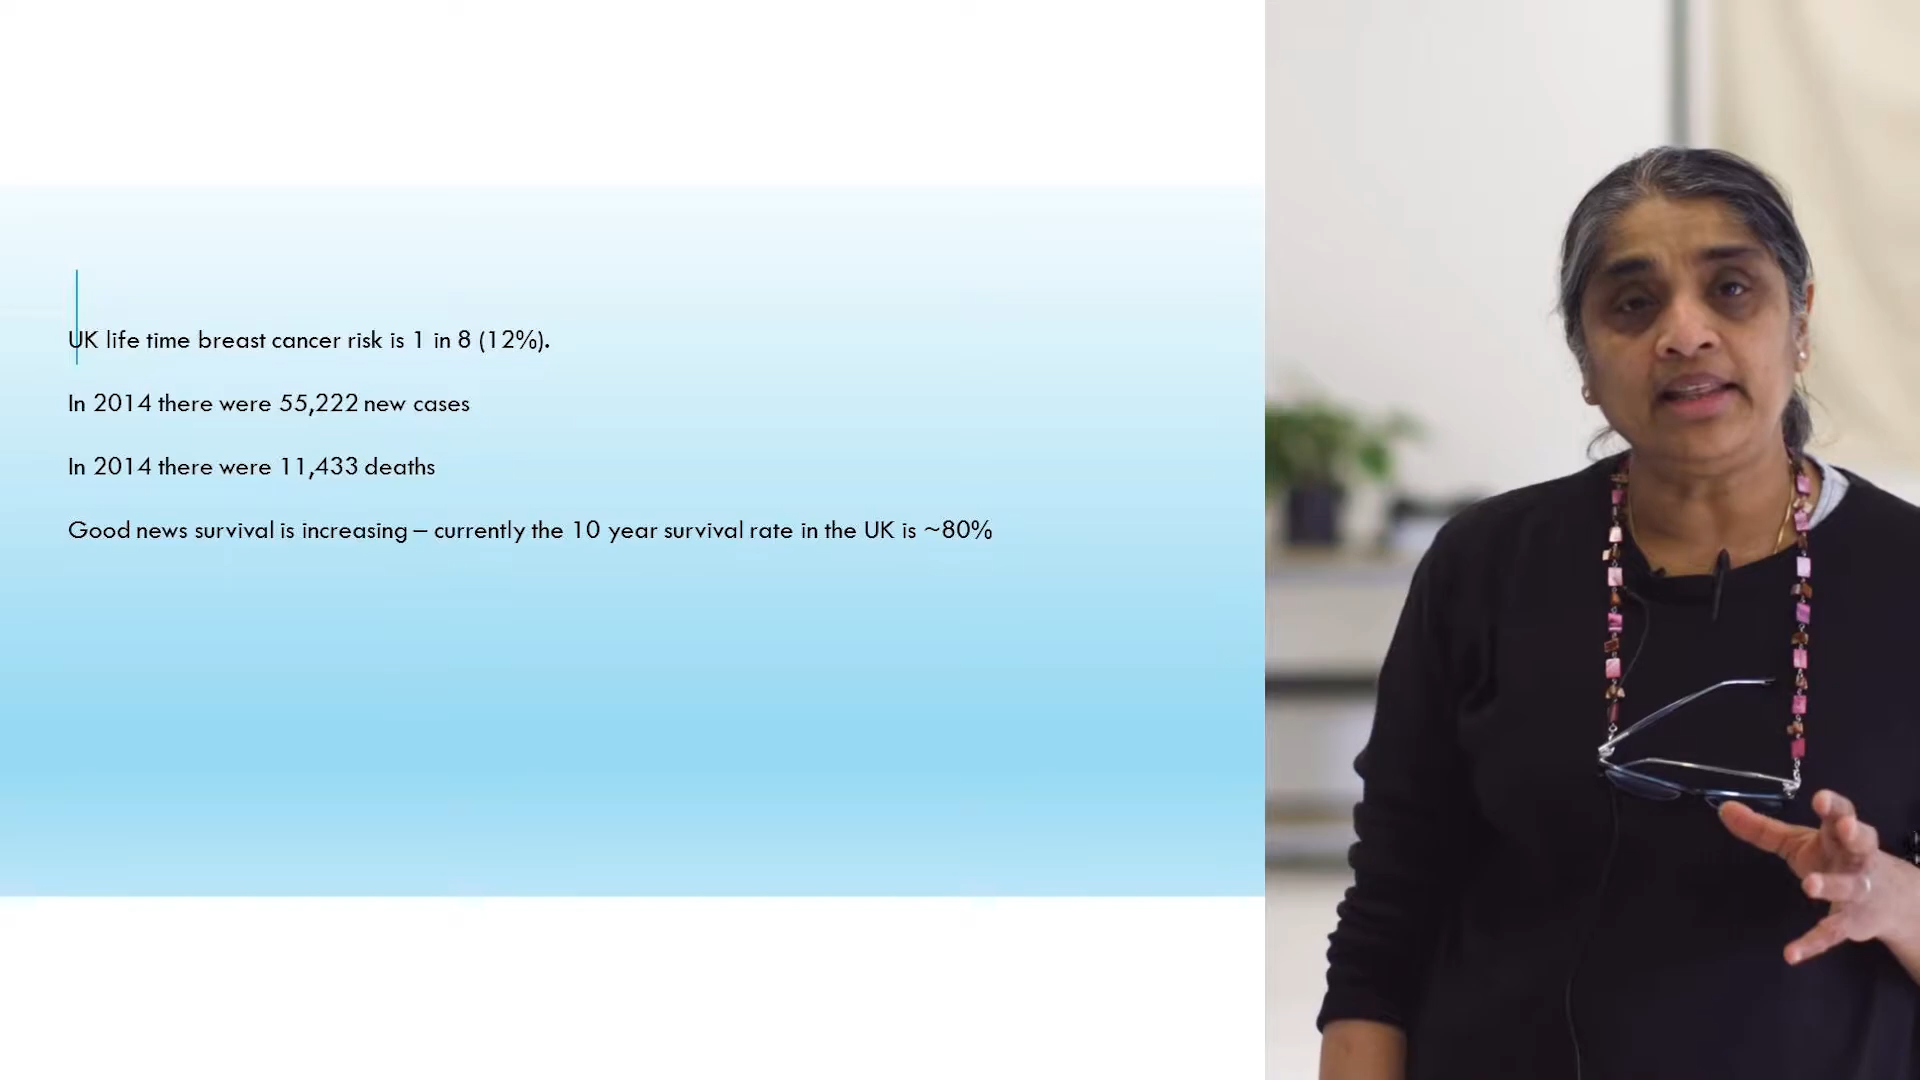 UK life time breast cancer risk is 1 in 8 (12%).
In 2014 there were 55,222 new cases
In 2014 there were 11,433 deaths
Good news survival is increasing – currently the 10 year survival rate in the UK is ~80%